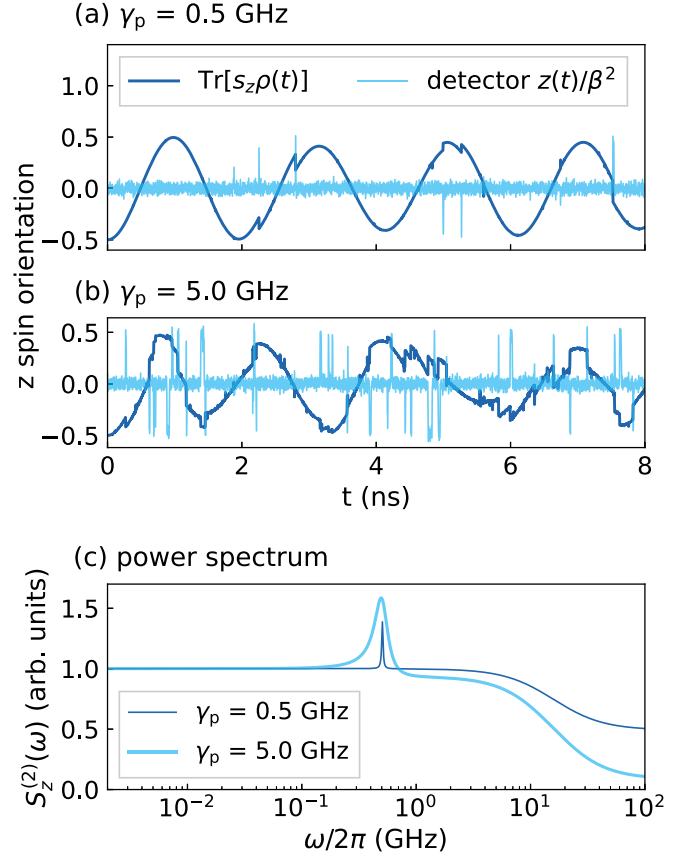 (a) γp = 0.5 GHz
Tr[szρ(t)]
detector z(t)/β²
1.0
0.5
0.0
−0.5
z spin orientation
(b) γp = 5.0 GHz
0.5
0.0
−0.5
0 2 4 6 8
t (ns)
(c) power spectrum
1.5
1.0
0.5
0.0
Sz(2)(ω) (arb. units)
γp = 0.5 GHz
γp = 5.0 GHz
10⁻² 10⁻¹ 10⁰ 10¹ 10²
ω/2π (GHz)